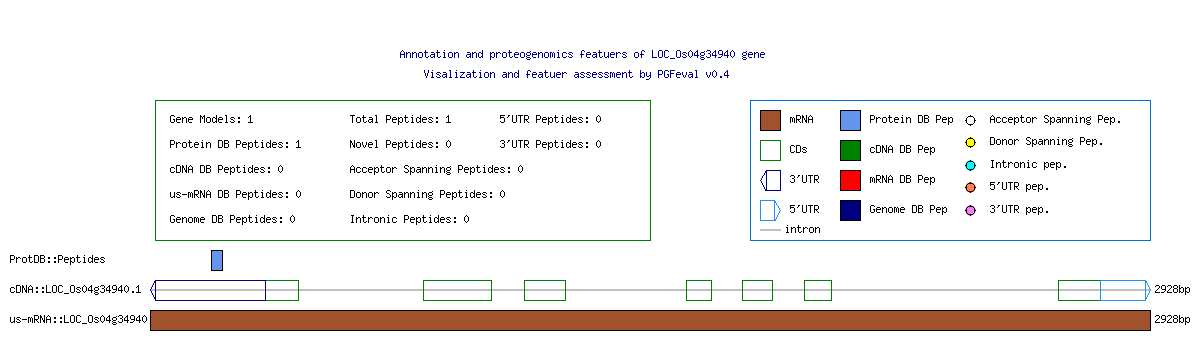 Annotation and proteogenomics featuers of LOC_Os04g34940 gene
Visalization and featuer assessment by PGFeval v0.4
Gene Models: 1
Total Peptides: 1
5'UTR Peptides: 0
Protein DB Peptides: 1
Novel Peptides: 0
3'UTR Peptides: 0
cDNA DB Peptides: 0
Acceptor Spanning Peptides: 0
us-mRNA DB Peptides: 0
Donor Spanning Peptides: 0
Genome DB Peptides: 0
Intronic Peptides: 0
mRNA
Protein DB Pep
Acceptor Spanning Pep.
CDs
cDNA DB Pep
Donor Spanning Pep.
3'UTR
mRNA DB Pep
Intronic pep.
5'UTR
Genome DB Pep
5'UTR pep.
intron
3'UTR pep.
ProtDB::Peptides
cDNA::LOC_Os04g34940.1
2928bp
us-mRNA::LOC_Os04g34940
2928bp